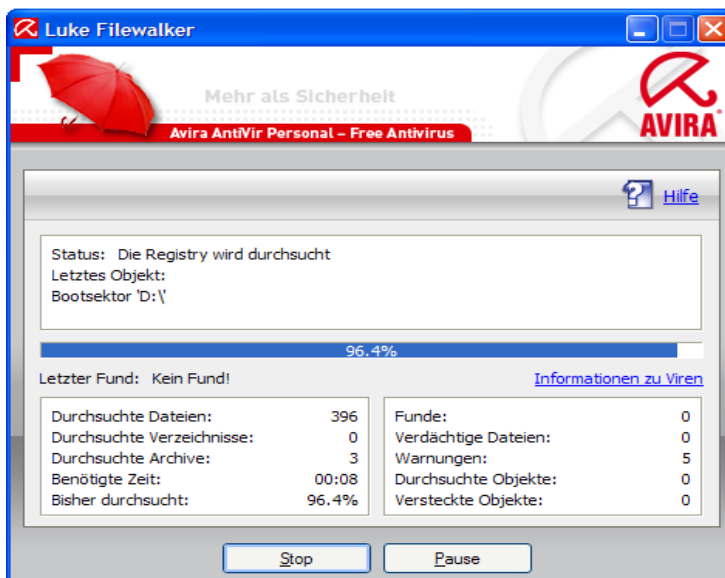 Luke Filewalker
Mehr als Sicherheit
Avira AntiVir Personal – Free Antivirus
AVIRA
Hilfe
Status: Die Registry wird durchsucht
Letztes Objekt:
Bootsektor 'D:\'
96.4%
Letzter Fund: Kein Fund!
Informationen zu Viren
Durchsuchte Dateien: 396
Durchsuchte Verzeichnisse: 0
Durchsuchte Archive: 3
Benötigte Zeit: 00:08
Bisher durchsucht: 96.4%
Funde: 0
Verdächtige Dateien: 0
Warnungen: 5
Durchsuchte Objekte: 0
Versteckte Objekte: 0
Stop
Pause